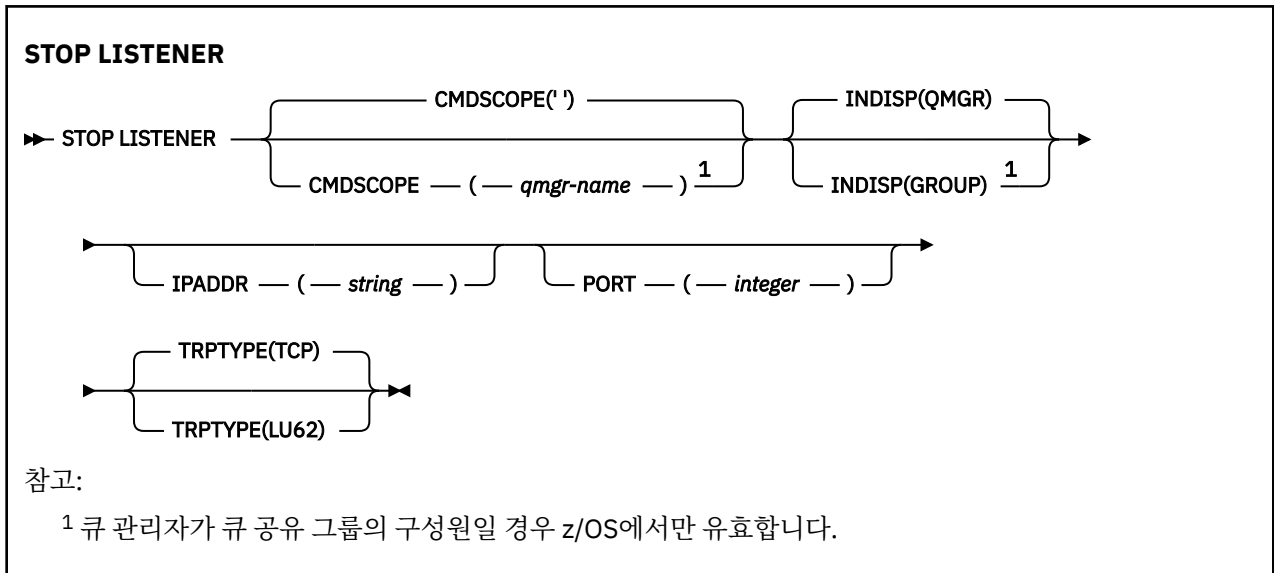 STOP LISTENER
CMDSCOPE(' ') INDISP(QMGR)
STOP LISTENER
CMDSCOPE ( qmgr-name ) 1 INDISP(GROUP) 1
IPADDR ( string ) PORT ( integer )
TRPTYPE(TCP)
TRPTYPE(LU62)
참고:
1 큐 관리자가 큐 공유 그룹의 구성원일 경우 z/OS에서만 유효합니다.